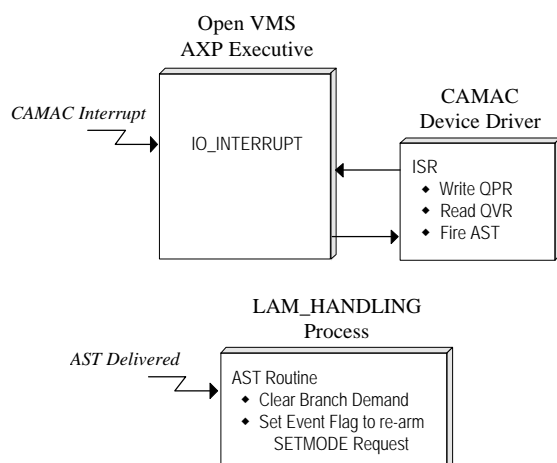 Open VMS
AXP Executive
CAMAC Interrupt
IO_INTERRUPT
CAMAC
Device Driver
ISR
◆ Write QPR
◆ Read QVR
◆ Fire AST
LAM_HANDLING
Process
AST Delivered
AST Routine
◆ Clear Branch Demand
◆ Set Event Flag to re-arm
SETMODE Request